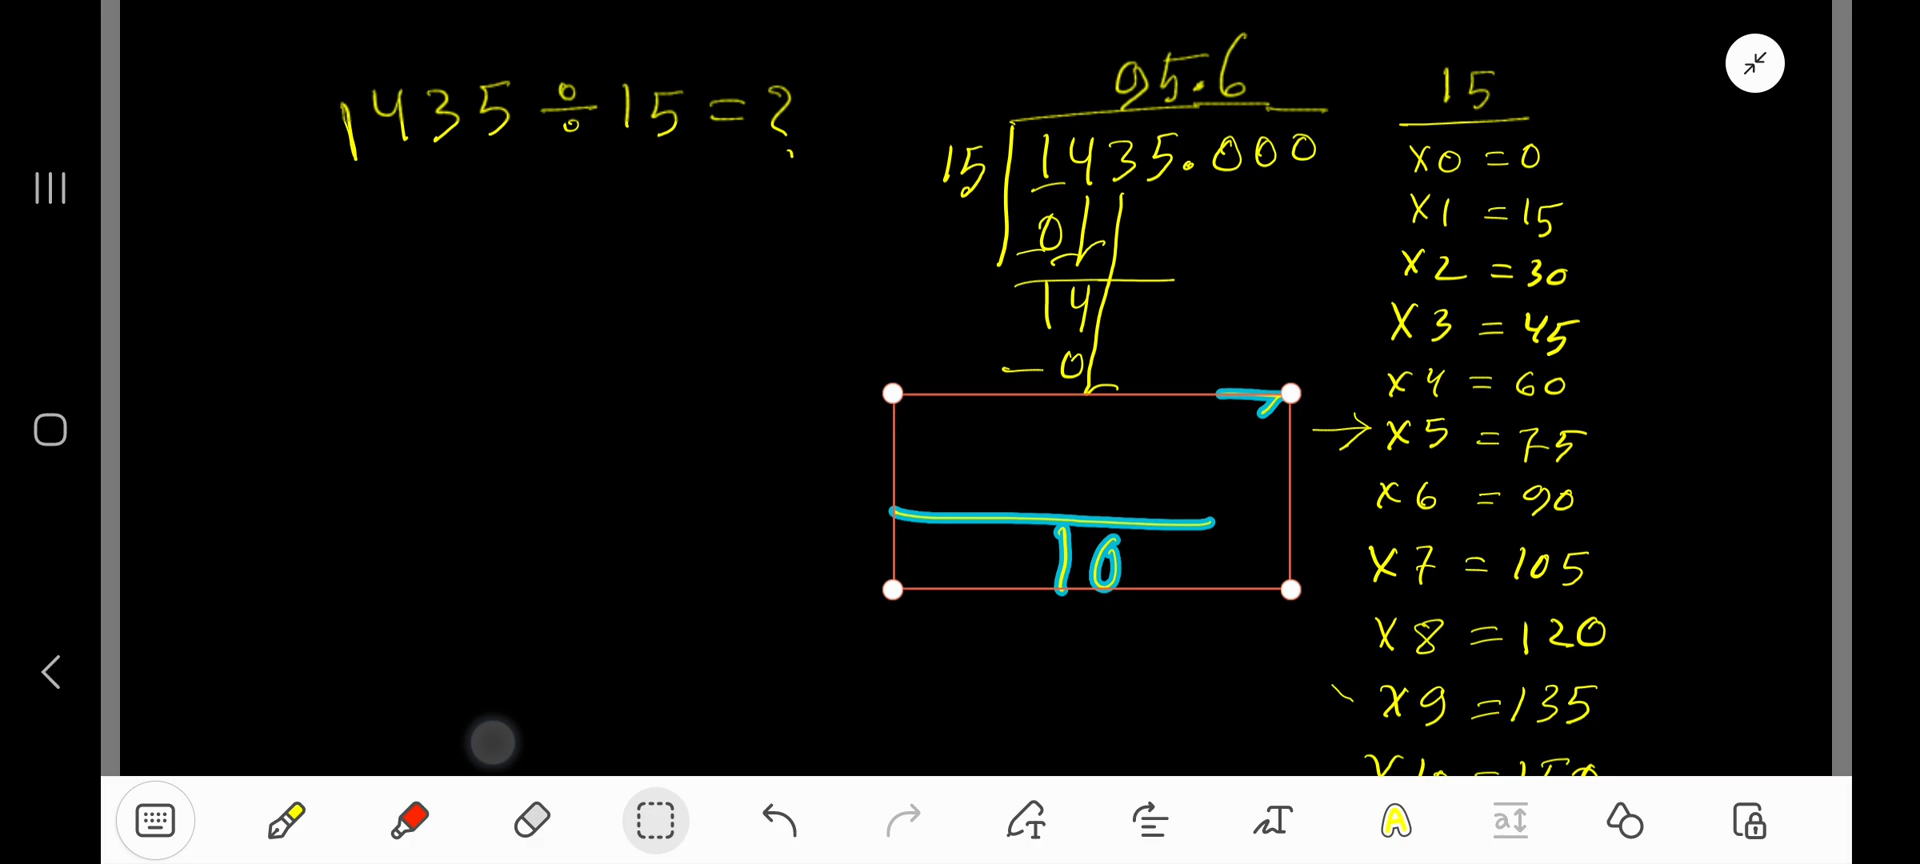 1435 ÷ 15 = ?
95.6
15 1435.000
0
14
- 0
10
15
x0 = 0
x1 = 15
x2 = 30
x3 = 45
x4 = 60
→ x5 = 75
x6 = 90
x7 = 105
x8 = 120
x9 = 135